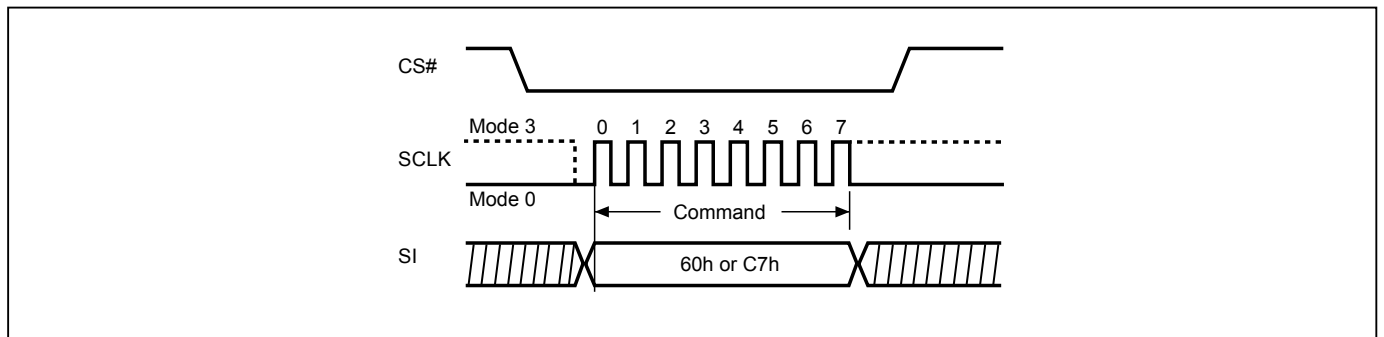 CS#
Mode 3
0 1 2 3 4 5 6 7
SCLK
Mode 0
Command
SI
60h or C7h